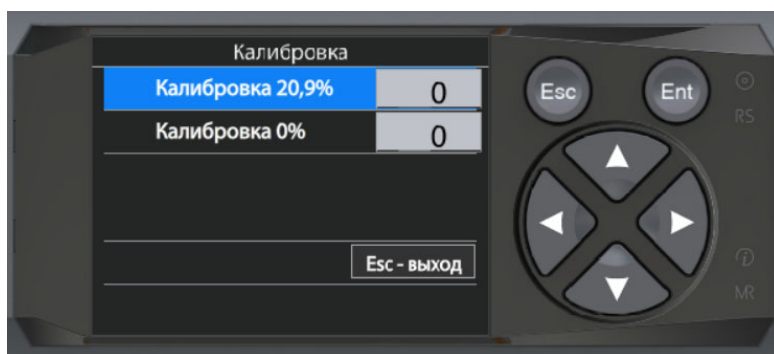 Калибровка
Калибровка 20,9% 0
Калибровка 0% 0
Esc - выход
Esc
Ent
RS
i
MR